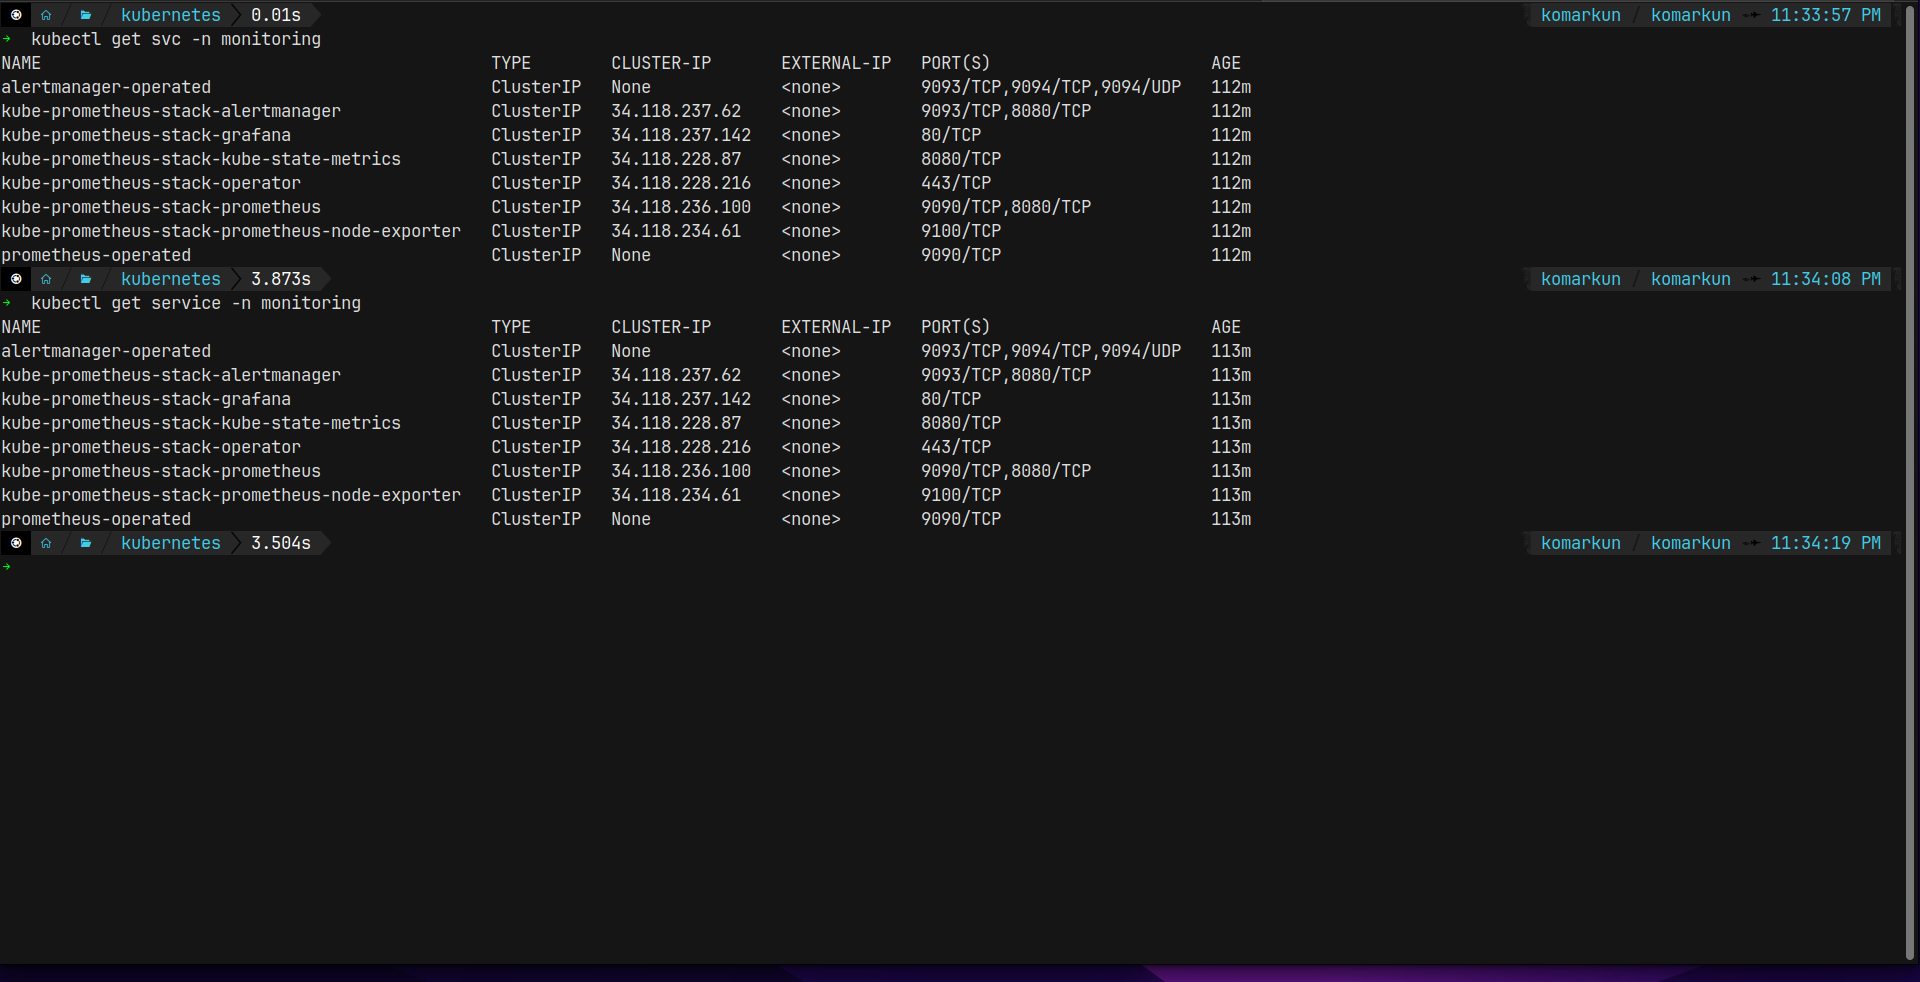 kubernetes 0.01s komarkun / komarkun 11:33:57 PM
→ kubectl get svc -n monitoring
NAME TYPE CLUSTER-IP EXTERNAL-IP PORT(S) AGE
alertmanager-operated ClusterIP None <none> 9093/TCP,9094/TCP,9094/UDP 112m
kube-prometheus-stack-alertmanager ClusterIP 34.118.237.62 <none> 9093/TCP,8080/TCP 112m
kube-prometheus-stack-grafana ClusterIP 34.118.237.142 <none> 80/TCP 112m
kube-prometheus-stack-kube-state-metrics ClusterIP 34.118.228.87 <none> 8080/TCP 112m
kube-prometheus-stack-operator ClusterIP 34.118.228.216 <none> 443/TCP 112m
kube-prometheus-stack-prometheus ClusterIP 34.118.236.100 <none> 9090/TCP,8080/TCP 112m
kube-prometheus-stack-prometheus-node-exporter ClusterIP 34.118.234.61 <none> 9100/TCP 112m
prometheus-operated ClusterIP None <none> 9090/TCP 112m
kubernetes 3.873s komarkun / komarkun 11:34:08 PM
→ kubectl get service -n monitoring
NAME TYPE CLUSTER-IP EXTERNAL-IP PORT(S) AGE
alertmanager-operated ClusterIP None <none> 9093/TCP,9094/TCP,9094/UDP 113m
kube-prometheus-stack-alertmanager ClusterIP 34.118.237.62 <none> 9093/TCP,8080/TCP 113m
kube-prometheus-stack-grafana ClusterIP 34.118.237.142 <none> 80/TCP 113m
kube-prometheus-stack-kube-state-metrics ClusterIP 34.118.228.87 <none> 8080/TCP 113m
kube-prometheus-stack-operator ClusterIP 34.118.228.216 <none> 443/TCP 113m
kube-prometheus-stack-prometheus ClusterIP 34.118.236.100 <none> 9090/TCP,8080/TCP 113m
kube-prometheus-stack-prometheus-node-exporter ClusterIP 34.118.234.61 <none> 9100/TCP 113m
prometheus-operated ClusterIP None <none> 9090/TCP 113m
kubernetes 3.504s komarkun / komarkun 11:34:19 PM
→